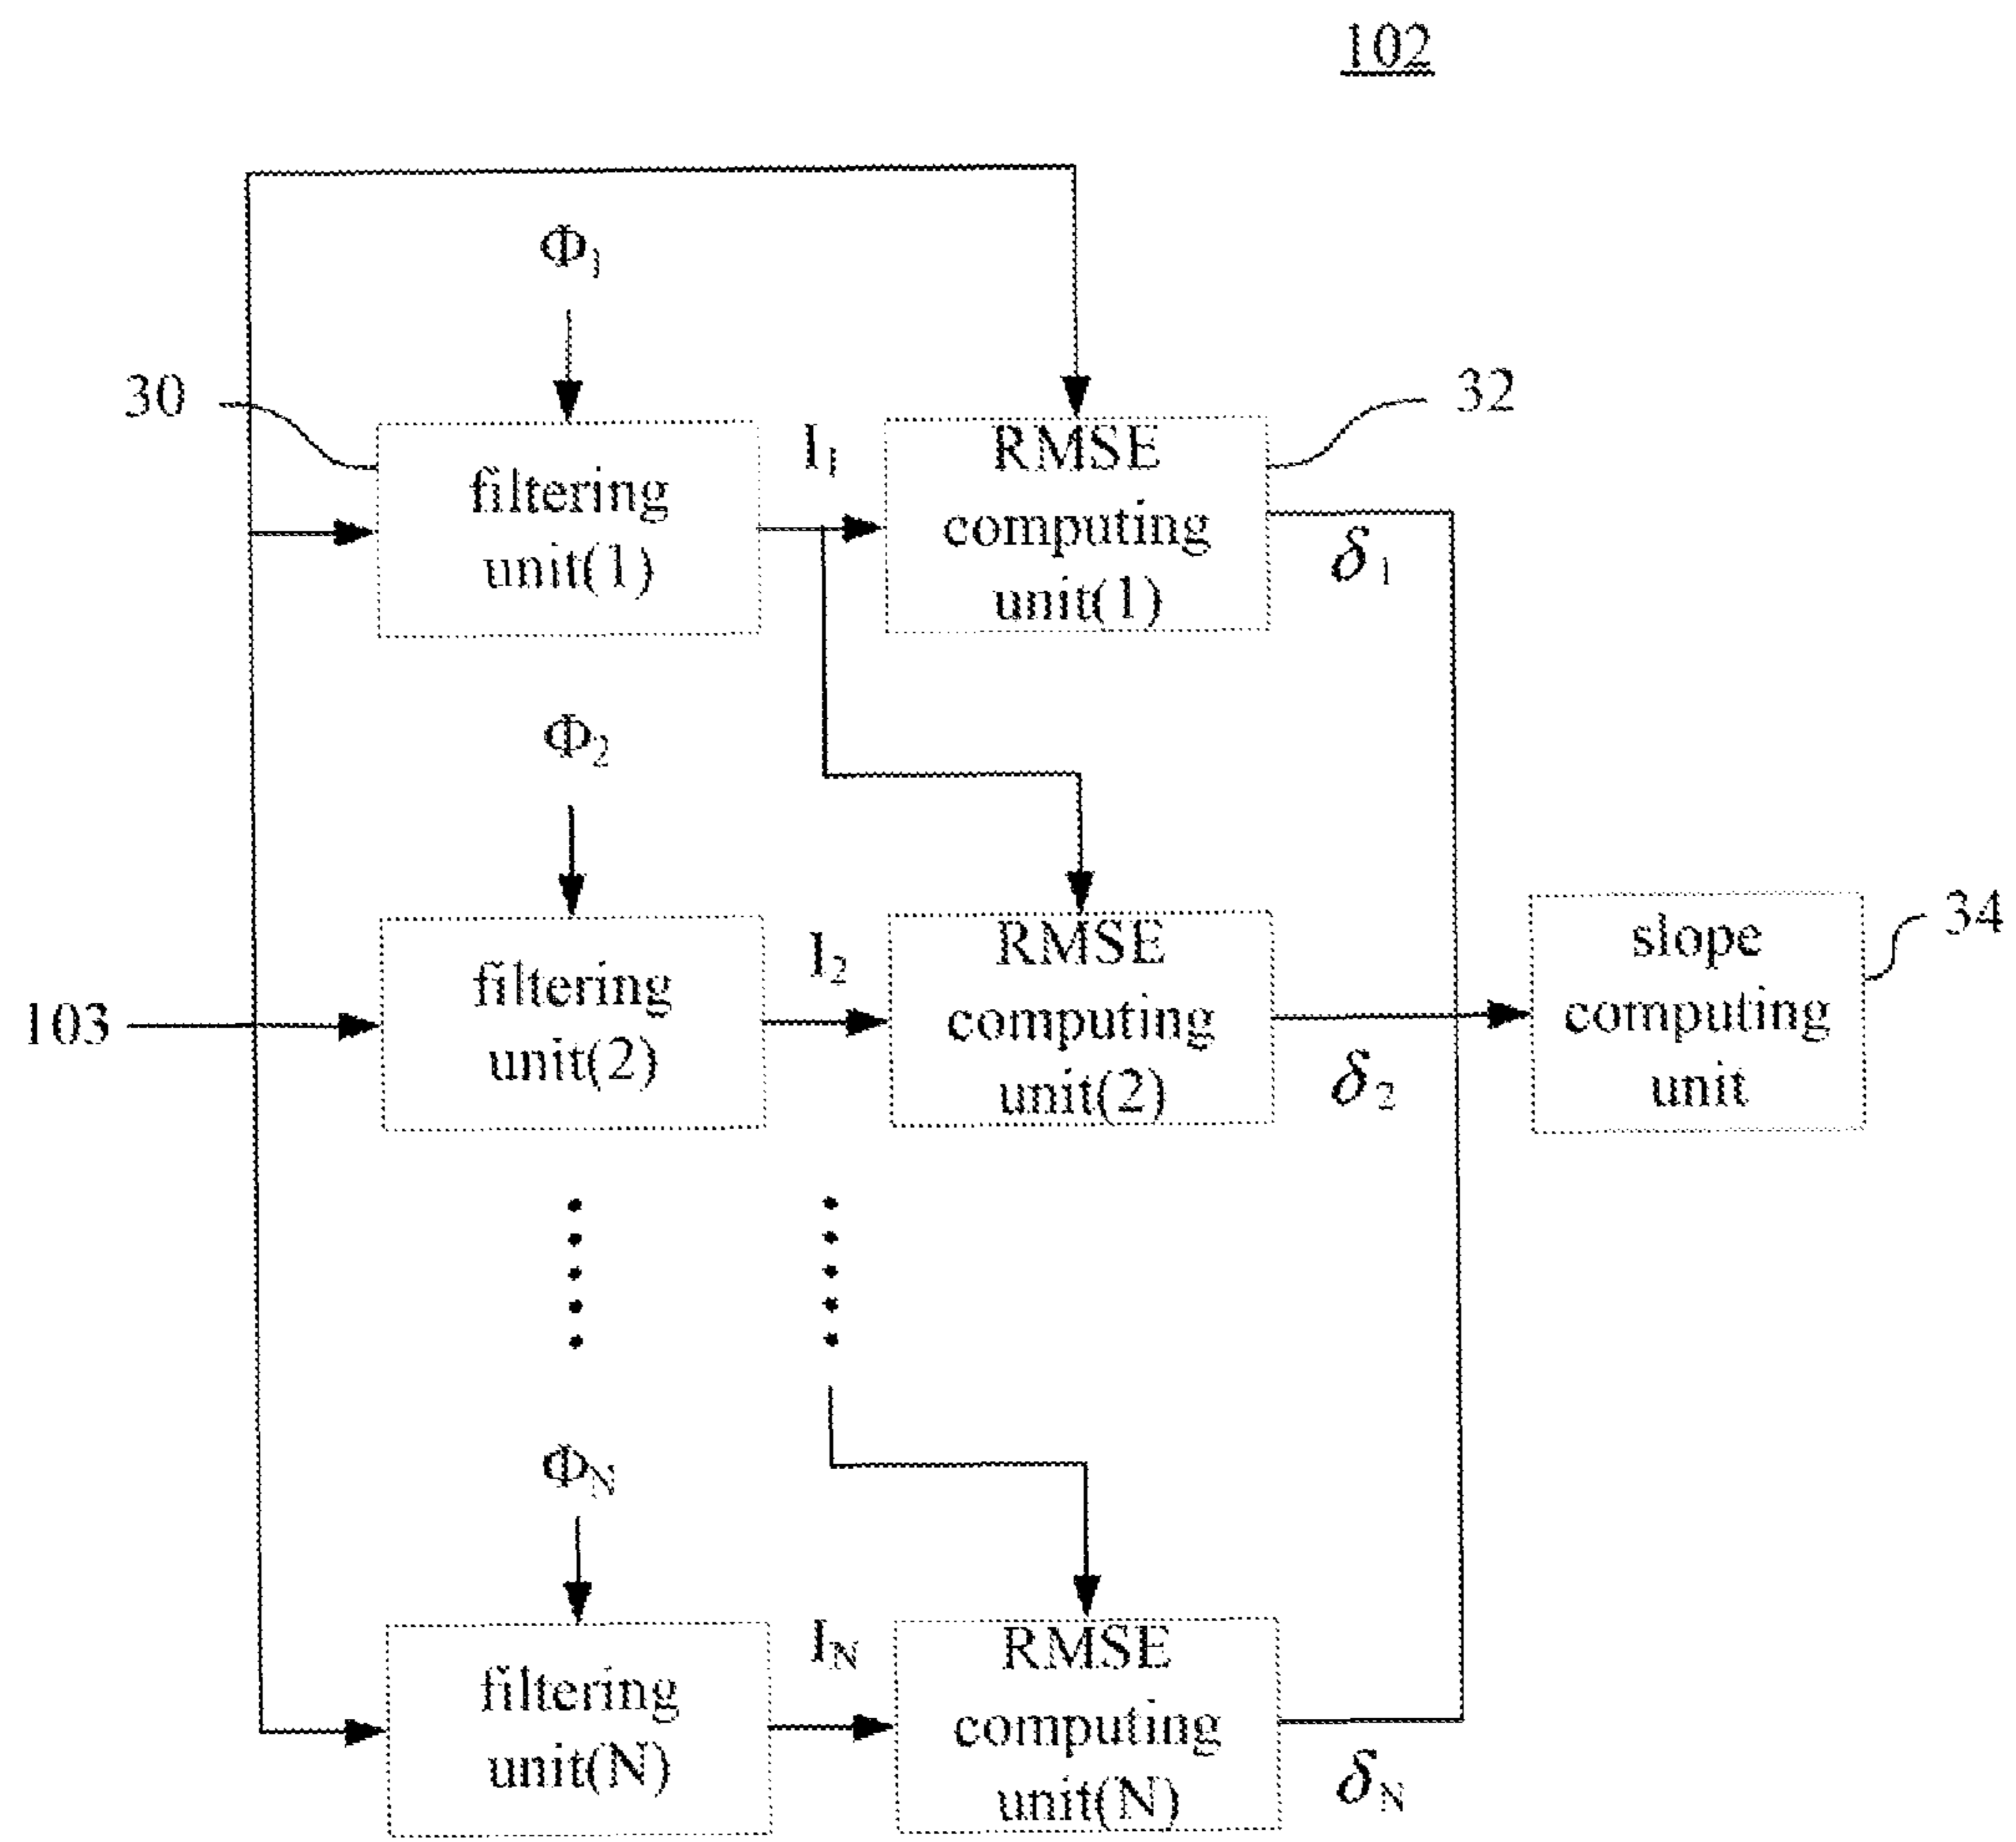 102
Φ1
30
32
filtering
unit(1)
I1
RMSE
computing
unit(1)
δ1
Φ2
103
filtering
unit(2)
I2
RMSE
computing
unit(2)
δ2
slope
computing
unit
34
ΦN
filtering
unit(N)
IN
RMSE
computing
unit(N)
δN